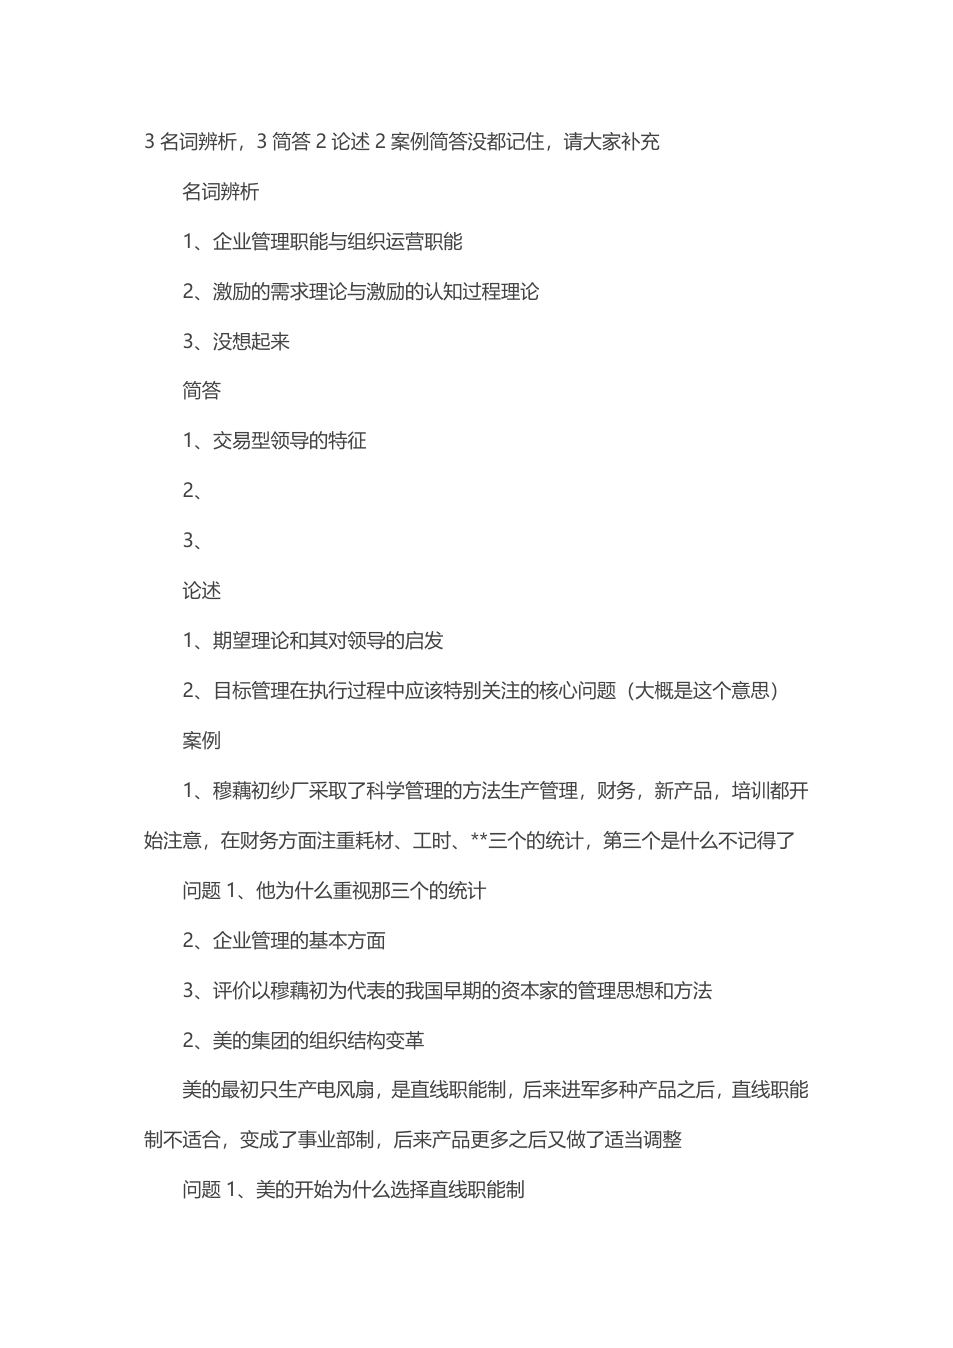 3 名词辨析，3 简答 2 论述 2 案例简答没都记住，请大家补充
名词辨析
1、企业管理职能与组织运营职能
2、激励的需求理论与激励的认知过程理论
3、没想起来
简答
1、交易型领导的特征
2、
3、
论述
1、期望理论和其对领导的启发
2、目标管理在执行过程中应该特别关注的核心问题（大概是这个意思）
案例
1、穆藕初纱厂采取了科学管理的方法生产管理，财务，新产品，培训都开
始注意，在财务方面注重耗材、工时、**三个的统计，第三个是什么不记得了
问题 1、他为什么重视那三个的统计
2、企业管理的基本方面
3、评价以穆藕初为代表的我国早期的资本家的管理思想和方法
2、美的集团的组织结构变革
美的最初只生产电风扇，是直线职能制，后来进军多种产品之后，直线职能
制不适合，变成了事业部制，后来产品更多之后又做了适当调整
问题 1、美的开始为什么选择直线职能制